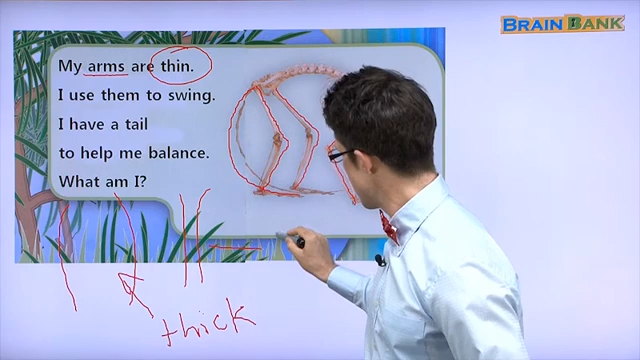 BRAIN BANK
My arms are thin.
I use them to swing.
I have a tail
to help me balance.
What am I?
thick